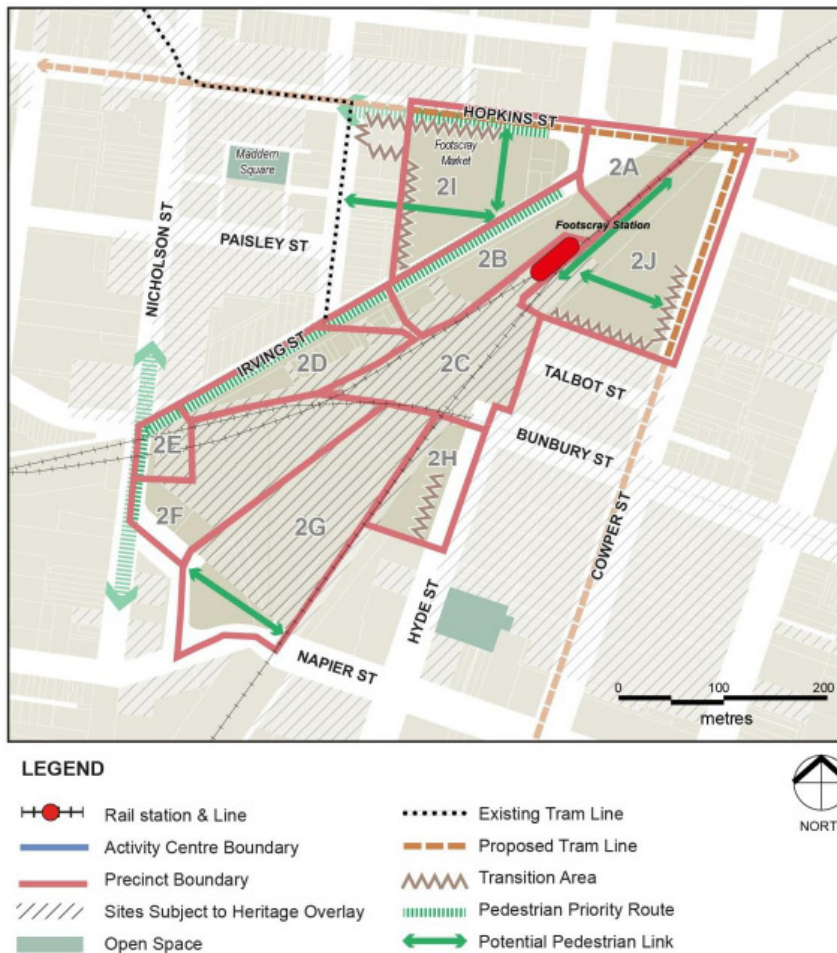 HOPKINS ST
Footscray
Market
2A
Maddern
Square
2I
Footscray Station
NICHOLSON ST
PAISLEY ST
2B
2J
IRVING ST
2D
2C
TALBOT ST
2E
BUNBURY ST
2H
2F
2G
COWPER ST
HYDE ST
NAPIER ST
0 100 200
metres
LEGEND
Rail station & Line
Activity Centre Boundary
Precinct Boundary
Sites Subject to Heritage Overlay
Open Space
Existing Tram Line
Proposed Tram Line
Transition Area
Pedestrian Priority Route
Potential Pedestrian Link
NORT